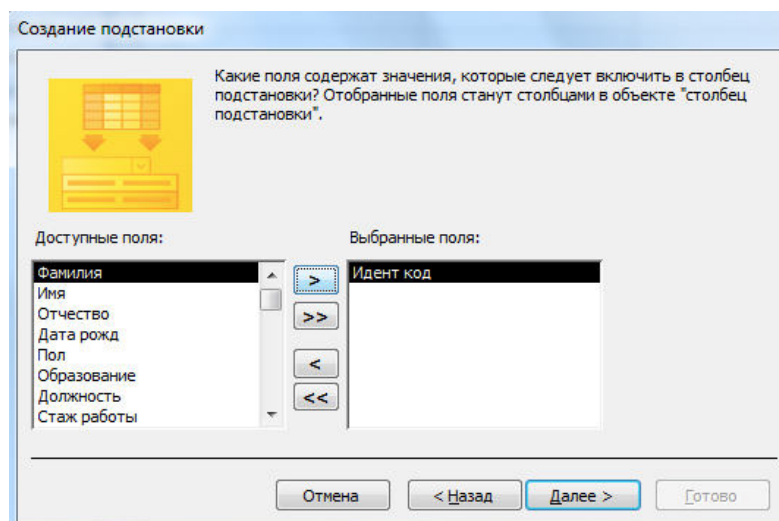 Создание подстановки
Какие поля содержат значения, которые следует включить в столбец
подстановки? Отобранные поля станут столбцами в объекте "столбец
подстановки".
Доступные поля:
Выбранные поля:
Фамилия
Имя
Отчество
Дата рожд
Пол
Образование
Должность
Стаж работы
>
>>
<
<<
Идент код
Отмена
< Назад
Далее >
Готово